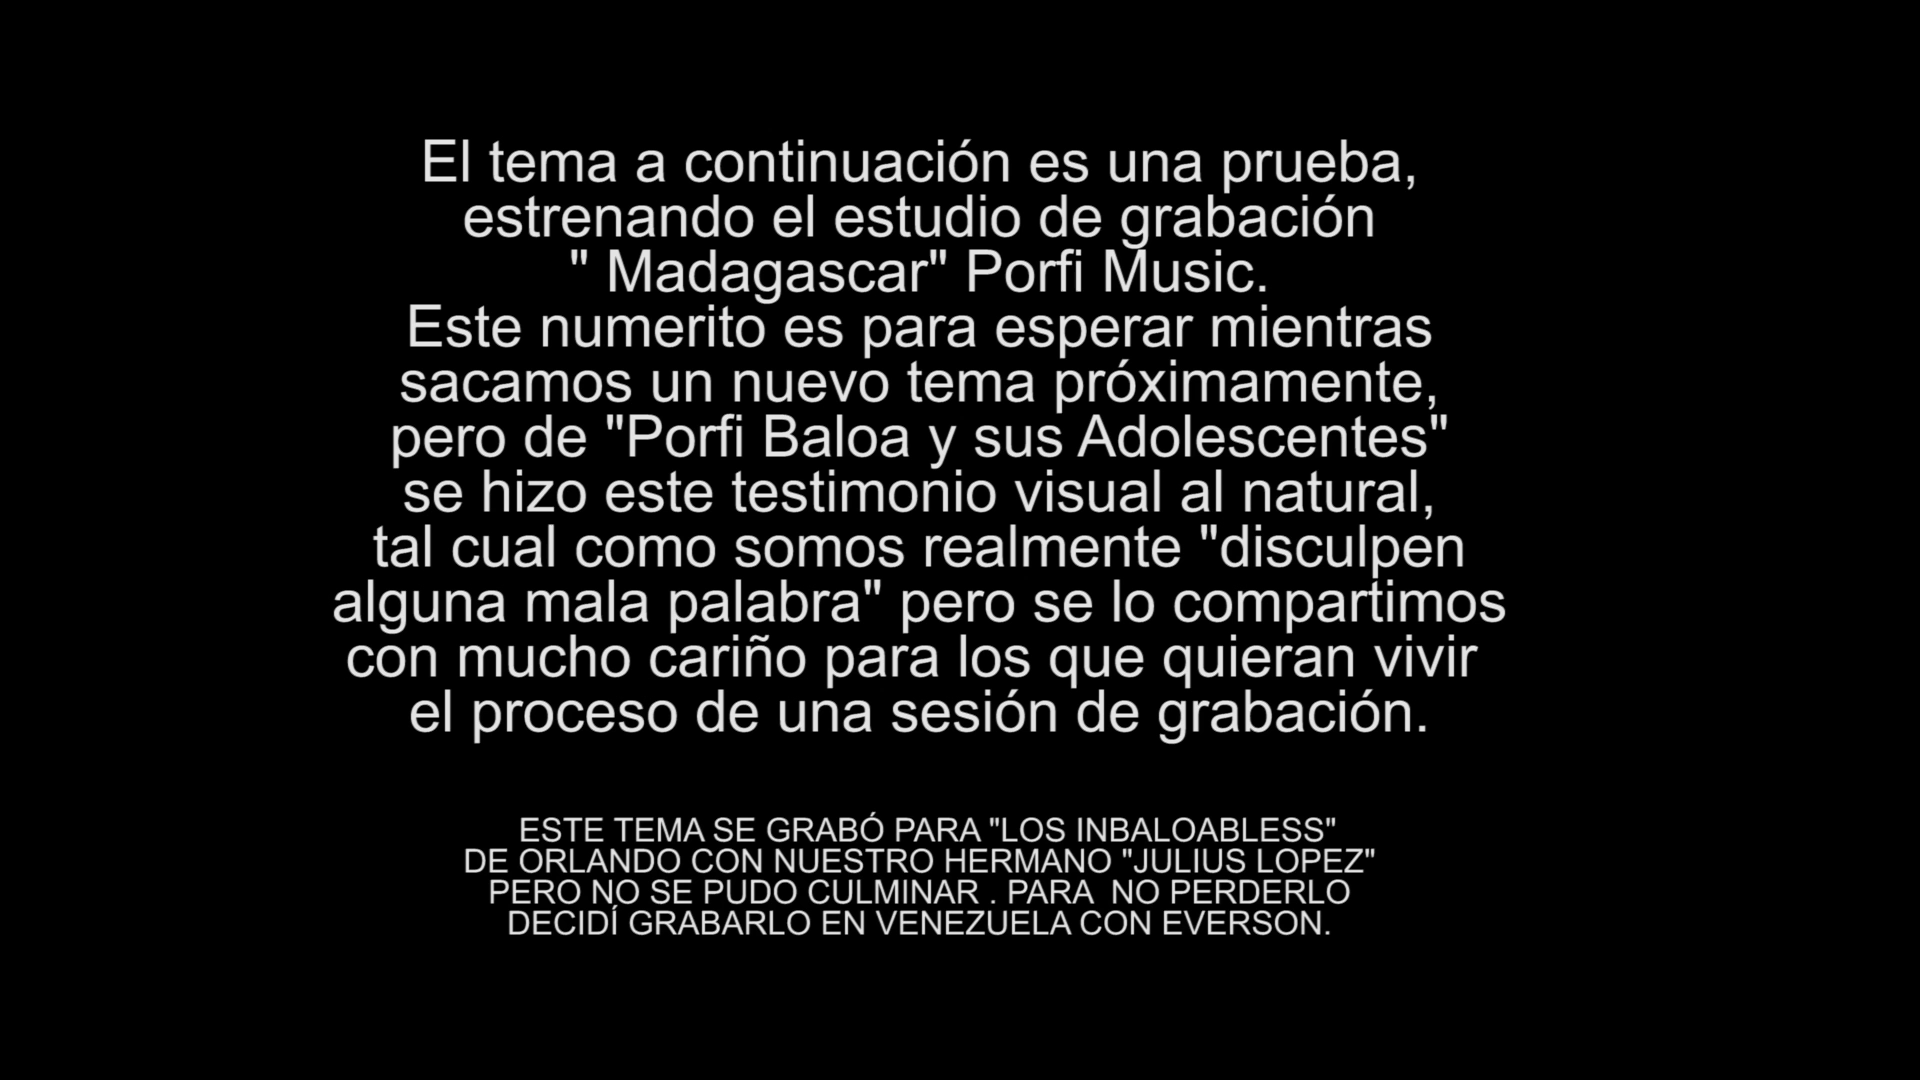 El tema a continuación es una prueba,
estrenando el estudio de grabación
" Madagascar" Porfi Music.
Este numerito es para esperar mientras
sacamos un nuevo tema próximamente,
pero de "Porfi Baloa y sus Adolescentes"
se hizo este testimonio visual al natural,
tal cual como somos realmente "disculpen
alguna mala palabra" pero se lo compartimos
con mucho cariño para los que quieran vivir
el proceso de una sesión de grabación.
ESTE TEMA SE GRABÓ PARA "LOS INBALOABLESS"
DE ORLANDO CON NUESTRO HERMANO "JULIUS LOPEZ"
PERO NO SE PUDO CULMINAR . PARA  NO PERDERLO
DECIDÍ GRABARLO EN VENEZUELA CON EVERSON.